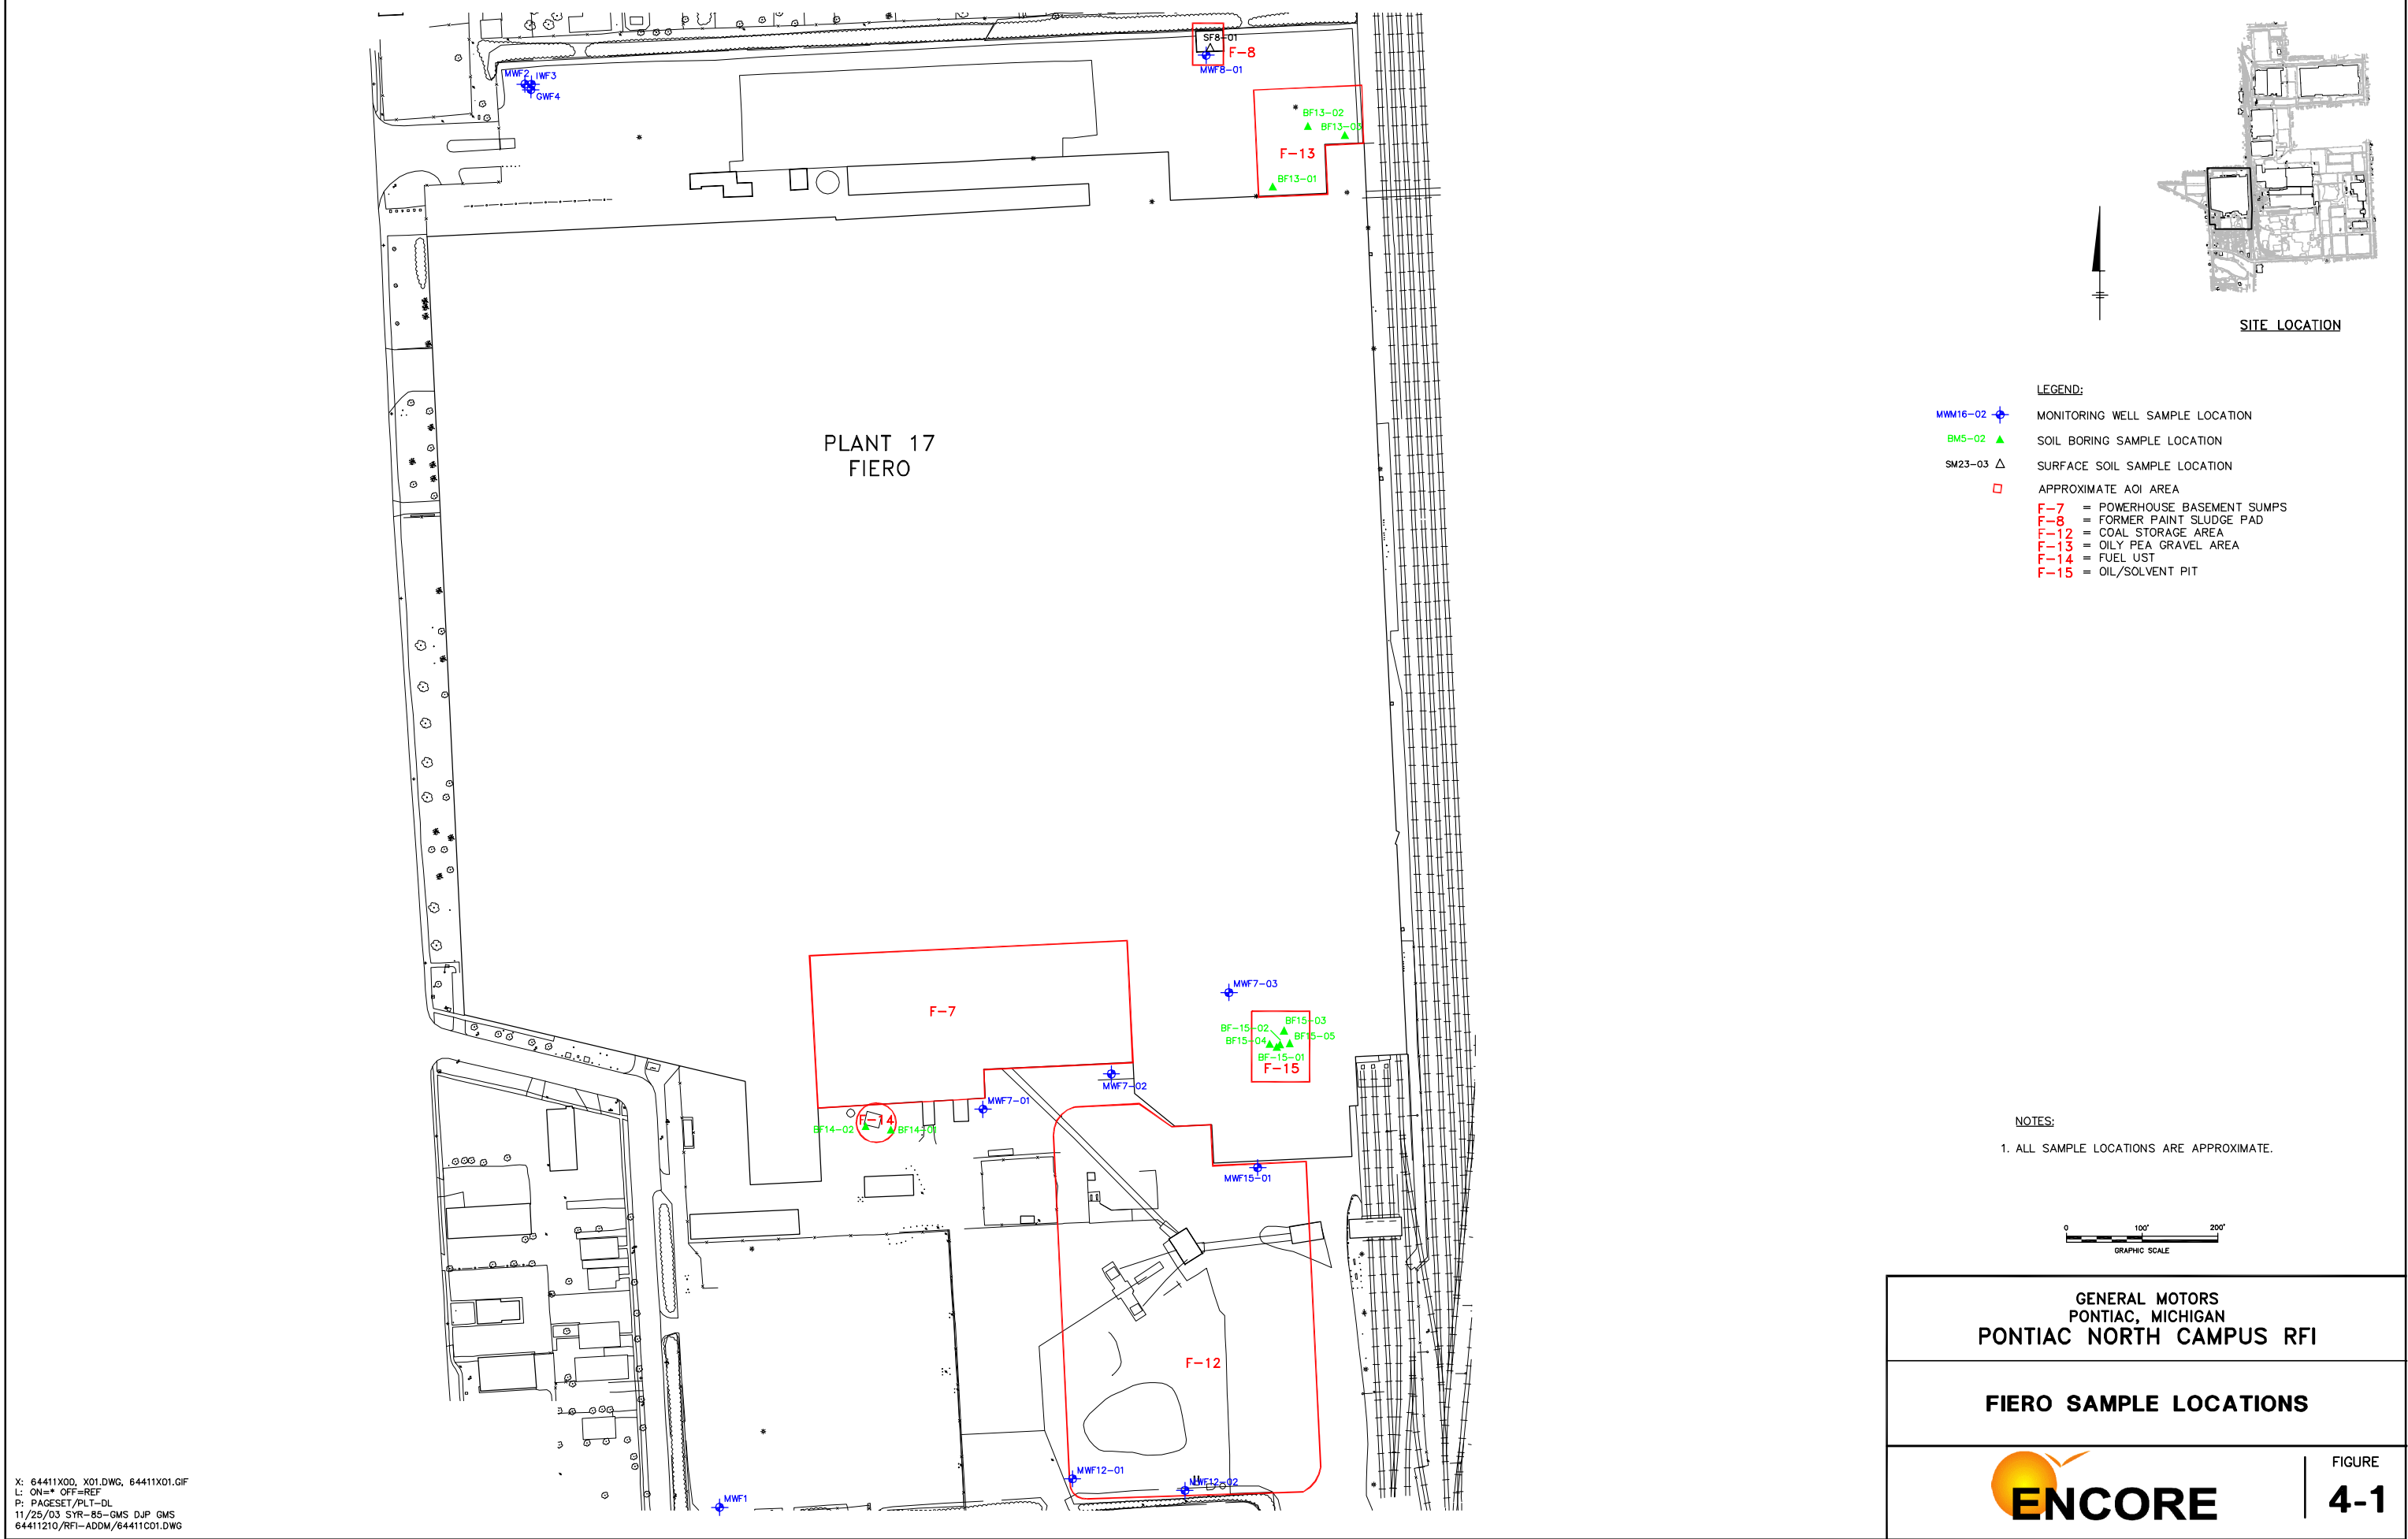 SF8-01
F-8
MWF8-01
MWF2
IWF3
GWF4
BF13-02
BF13-03
F-13
BF13-01
SITE LOCATION
PLANT 17
FIERO
LEGEND:
MWM16-02 MONITORING WELL SAMPLE LOCATION
BM5-02 SOIL BORING SAMPLE LOCATION
SM23-03 SURFACE SOIL SAMPLE LOCATION
APPROXIMATE AOI AREA
F-7 = POWERHOUSE BASEMENT SUMPS
F-8 = FORMER PAINT SLUDGE PAD
F-12 = COAL STORAGE AREA
F-13 = OILY PEA GRAVEL AREA
F-14 = FUEL UST
F-15 = OIL/SOLVENT PIT
MWF7-03
F-7
BF15-03
BF-15-02
BF15-05
BF15-04
BF-15-01
F-15
MWF7-02
MWF7-01
F-14
BF14-02
BF14-01
MWF15-01
F-12
MWF12-01
MWF12-02
MWF1
NOTES:
1. ALL SAMPLE LOCATIONS ARE APPROXIMATE.
0 100' 200'
GRAPHIC SCALE
GENERAL MOTORS
PONTIAC, MICHIGAN
PONTIAC NORTH CAMPUS RFI
FIERO SAMPLE LOCATIONS
ENCORE
FIGURE
4-1
X: 64411X00, X01.DWG, 64411X01.GIF
L: ON=* OFF=REF
P: PAGESET/PLT-DL
11/25/03 SYR-85-GMS DJP GMS
64411210/RFI-ADDM/64411C01.DWG